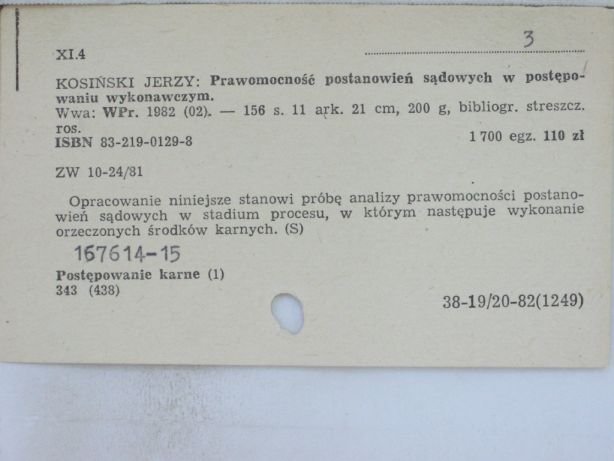 3
XI.4
KOSIŃSKI JERZY: Prawomocność postanowień sądowych w postępo-
waniu wykonawczym.
Wwa: WPr. 1982 (02). — 156 s. 11 ark. 21 cm, 200 g, bibliogr. streszcz.
ros.
ISBN 83-219-0129-8 1 700 egz. 110 zł
ZW 10-24/81
Opracowanie niniejsze stanowi próbę analizy prawomocności postano-
wień sądowych w stadium procesu, w którym następuje wykonanie
orzeczonych środków karnych. (S)
167614-15
Postępowanie karne (1)
343 (438)
38-19/20-82(1249)